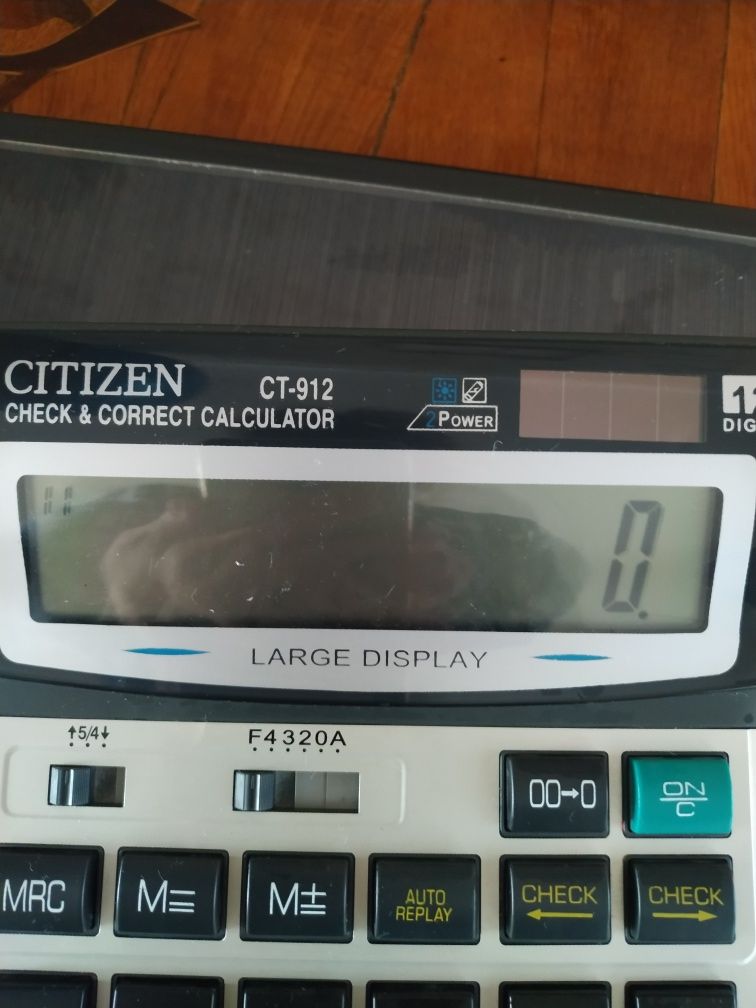 CITIZEN CT-912
CHECK & CORRECT CALCULATOR
2 POWER
LARGE DISPLAY
0.
↑5/4↓
F4320A
00→0
ON/C
MRC
M=
M±
AUTO
REPLAY
CHECK
←
CHECK
→